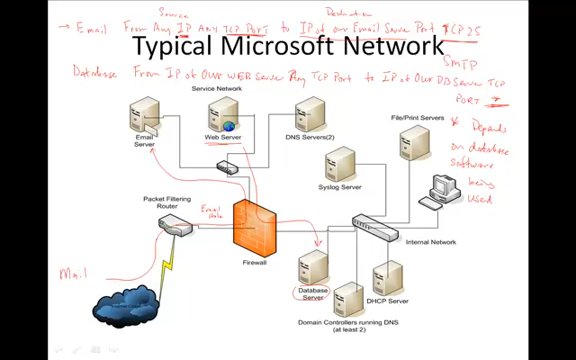 Source Destination
→ Email From Any IP Any TCP Port to IP of our Email Server Port TCP 25
Typical Microsoft Network
SMTP
Database From IP of Our WEB Server Any TCP Port to IP of Our DB Server TCP
PORT *
Service Network
Email
Server
Web Server
DNS Servers(2)
File/Print Servers
* Depends
on database
software
being
used
Syslog Server
Packet Filtering
Router
Email
Firewall
Internal Network
Mail
Database
Server
DHCP Server
Domain Controllers running DNS
(at least 2)